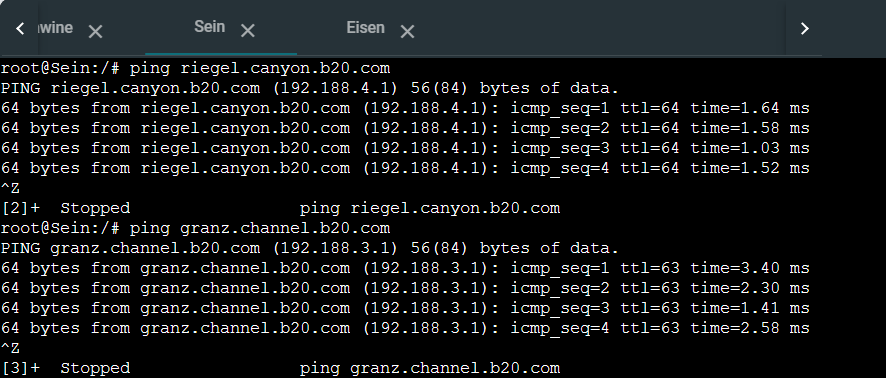 wine × Sein × Eisen ×
root@Sein:/# ping riegel.canyon.b20.com
PING riegel.canyon.b20.com (192.188.4.1) 56(84) bytes of data.
64 bytes from riegel.canyon.b20.com (192.188.4.1): icmp_seq=1 ttl=64 time=1.64 ms
64 bytes from riegel.canyon.b20.com (192.188.4.1): icmp_seq=2 ttl=64 time=1.58 ms
64 bytes from riegel.canyon.b20.com (192.188.4.1): icmp_seq=3 ttl=64 time=1.03 ms
64 bytes from riegel.canyon.b20.com (192.188.4.1): icmp_seq=4 ttl=64 time=1.52 ms
^Z
[2]+  Stopped                 ping riegel.canyon.b20.com
root@Sein:/# ping granz.channel.b20.com
PING granz.channel.b20.com (192.188.3.1) 56(84) bytes of data.
64 bytes from granz.channel.b20.com (192.188.3.1): icmp_seq=1 ttl=63 time=3.40 ms
64 bytes from granz.channel.b20.com (192.188.3.1): icmp_seq=2 ttl=63 time=2.30 ms
64 bytes from granz.channel.b20.com (192.188.3.1): icmp_seq=3 ttl=63 time=1.41 ms
64 bytes from granz.channel.b20.com (192.188.3.1): icmp_seq=4 ttl=63 time=2.58 ms
^Z
[3]+  Stopped                 ping granz.channel.b20.com